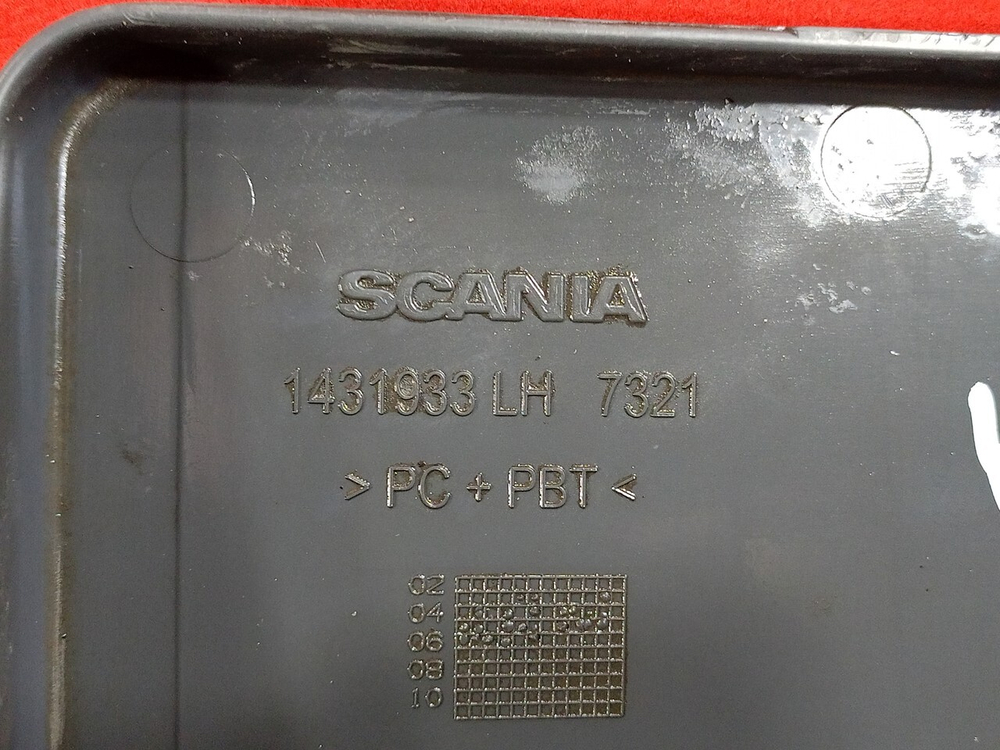 SCANIA
1431933 LH 7321
> PC + PBT <
02
04
06
08
10